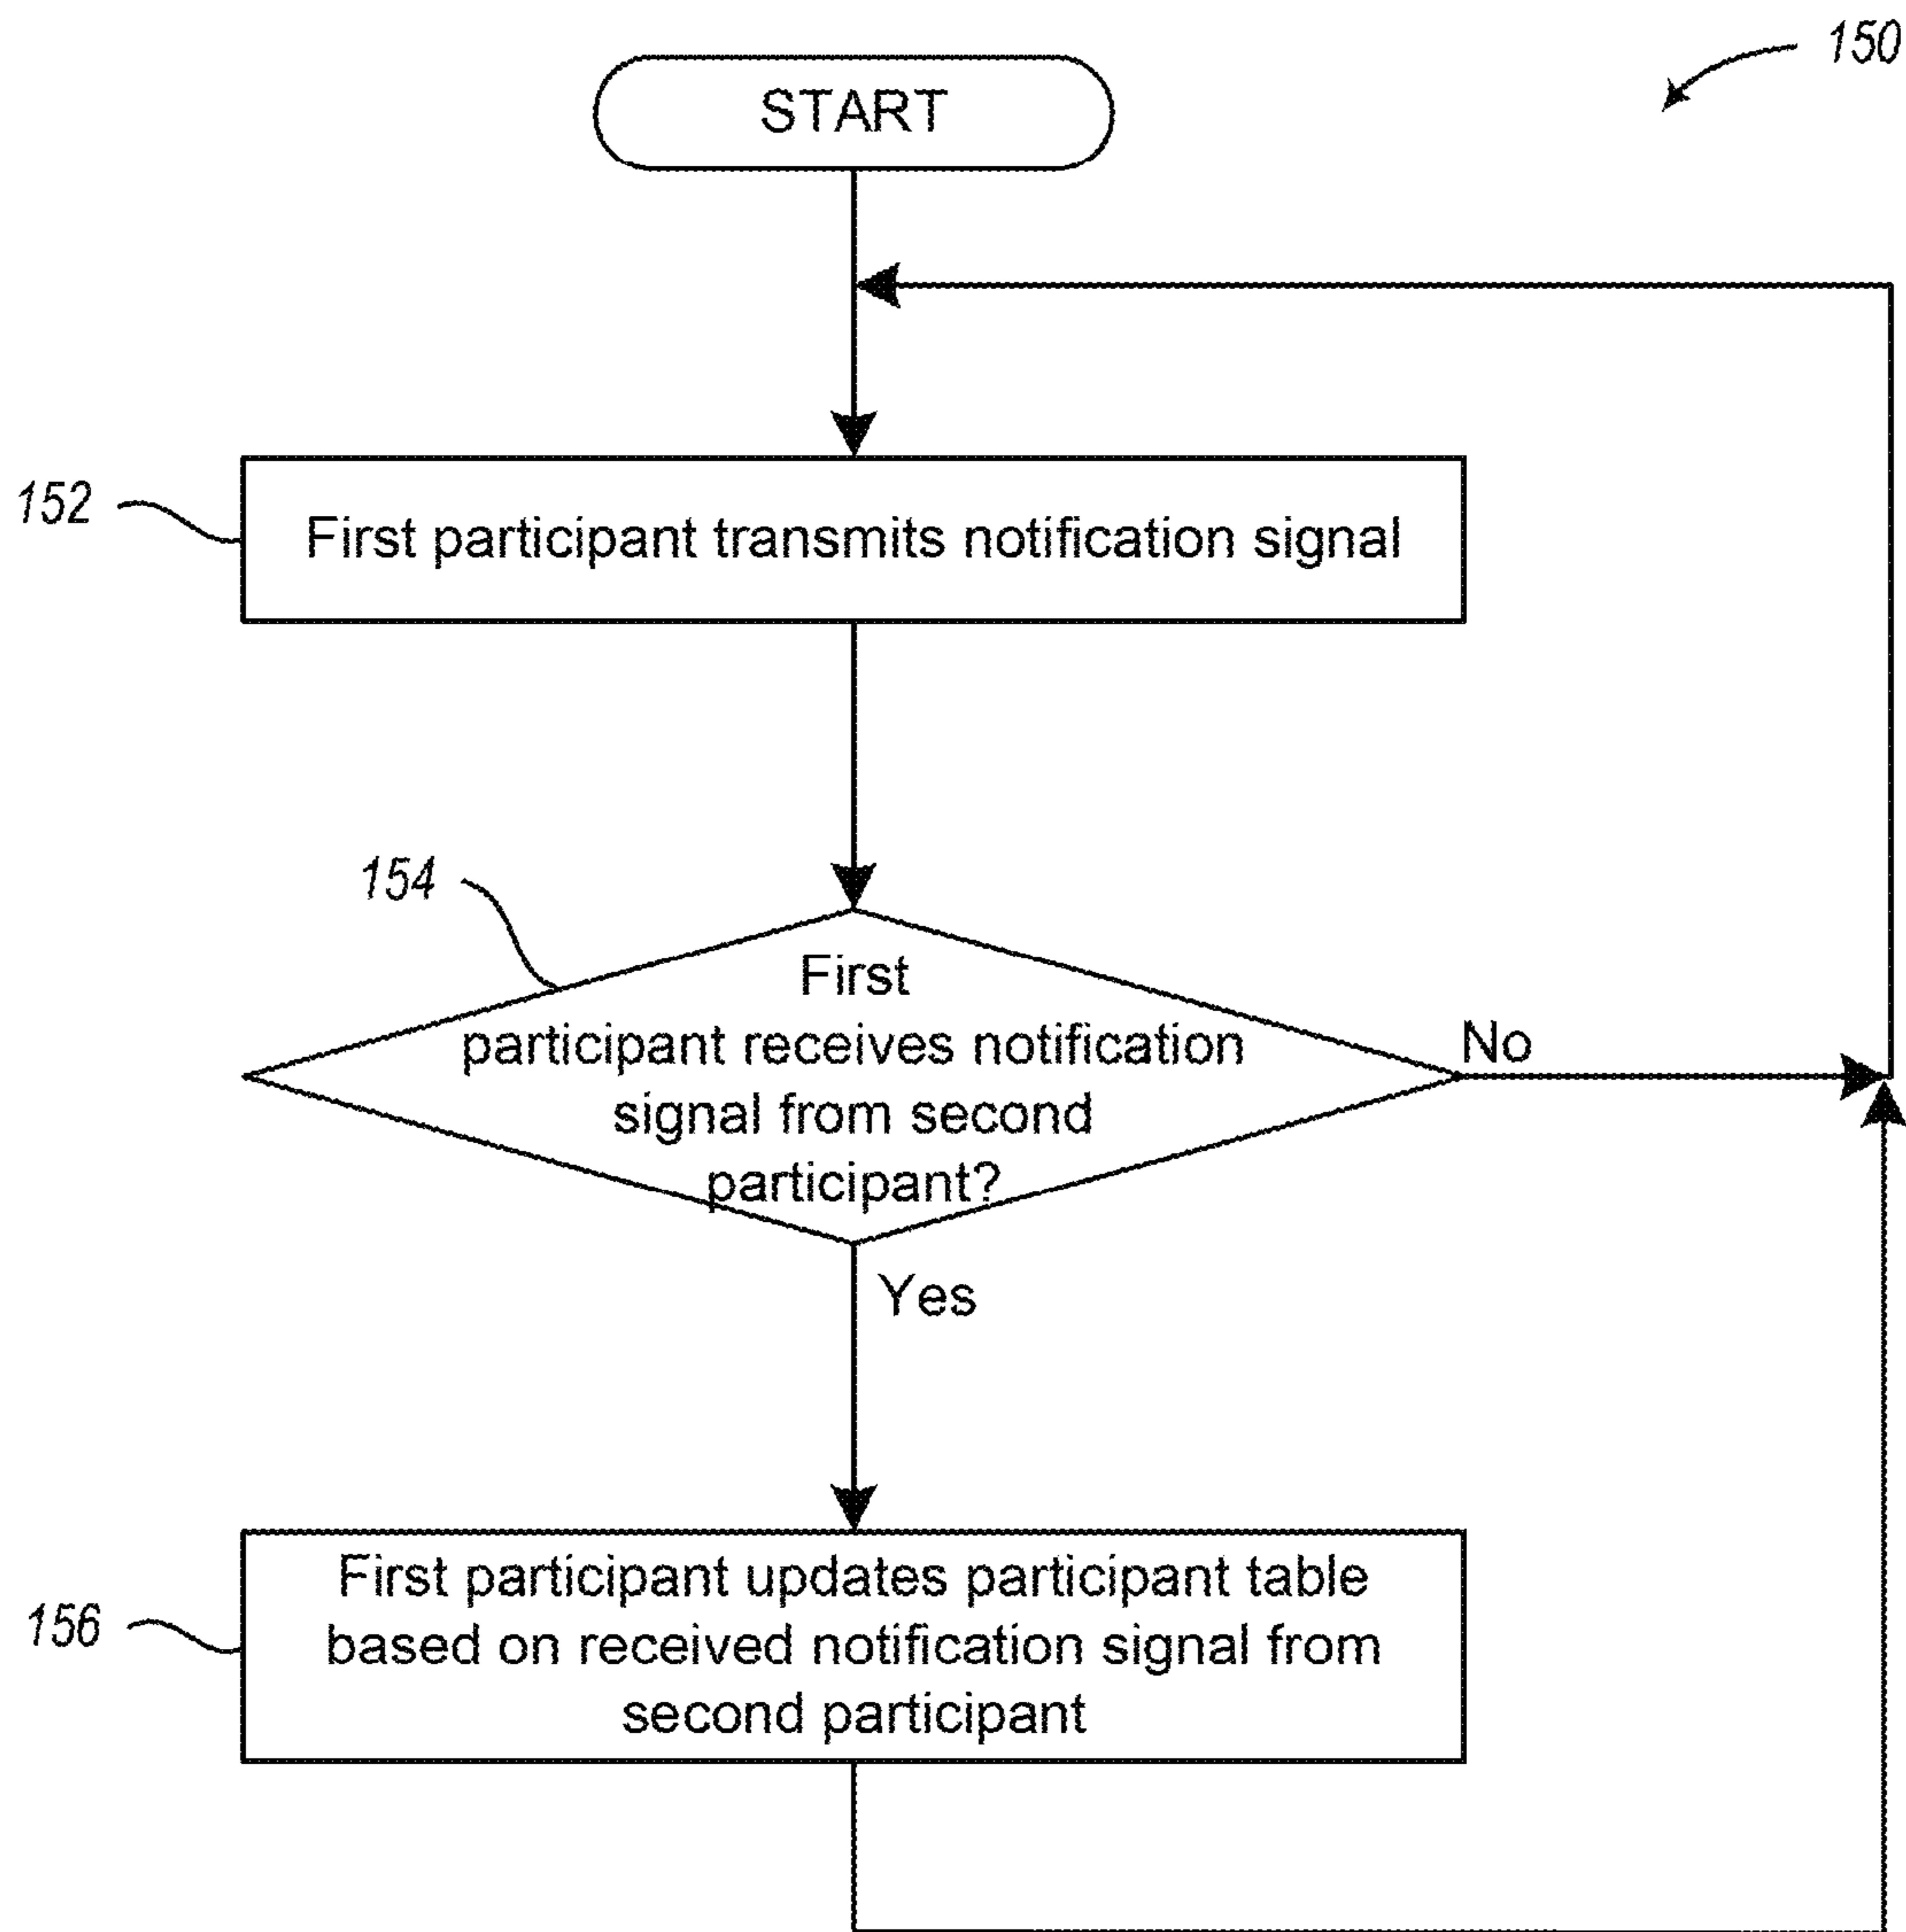 150
START
152
First participant transmits notification signal
154
First
participant receives notification
signal from second
participant?
No
Yes
156
First participant updates participant table
based on received notification signal from
second participant